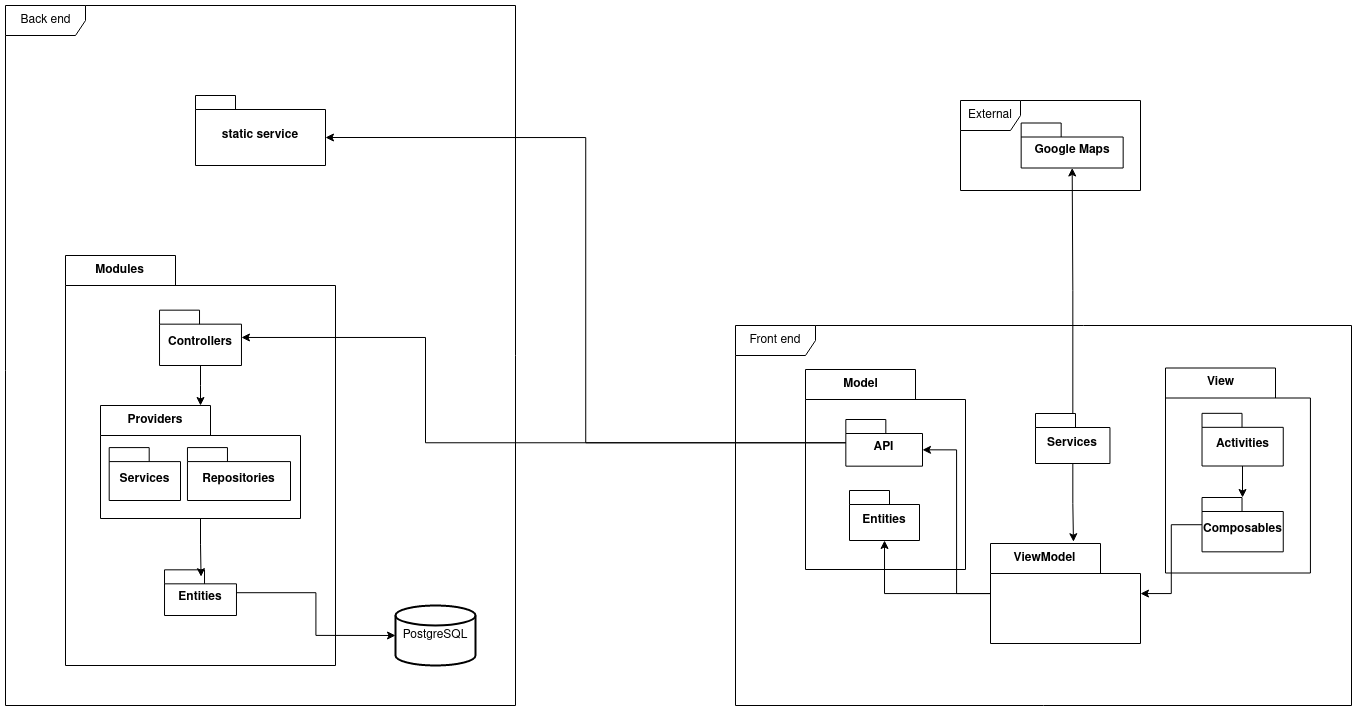 Back end
static service
Modules
Controllers
Providers
Services
Repositories
Entities
PostgreSQL
External
Google Maps
Front end
Model
API
Entities
Services
ViewModel
View
Activities
Composables